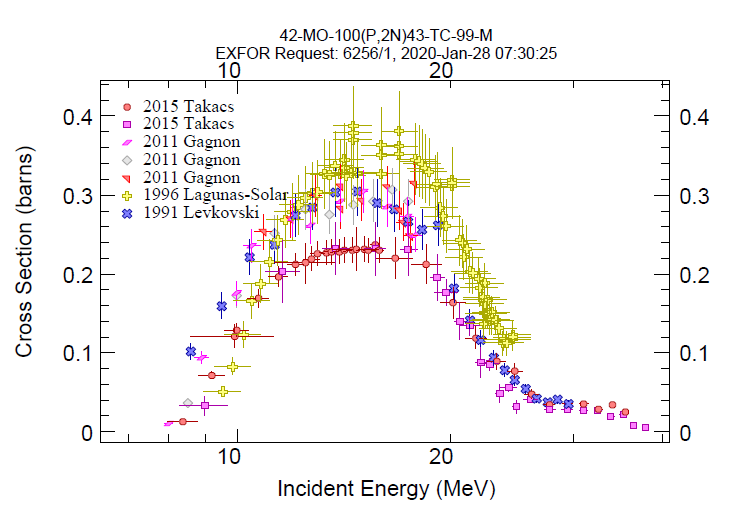 42-MO-100(P,2N)43-TC-99-M
EXFOR Request: 6256/1, 2020-Jan-28 07:30:25
10 20
0.4 0.4
0.3 0.3
0.2 0.2
0.1 0.1
0 0
2015 Takacs
2015 Takacs
2011 Gagnon
2011 Gagnon
2011 Gagnon
1996 Lagunas-Solar
1991 Levkovski
Cross Section (barns)
10 20
Incident Energy (MeV)